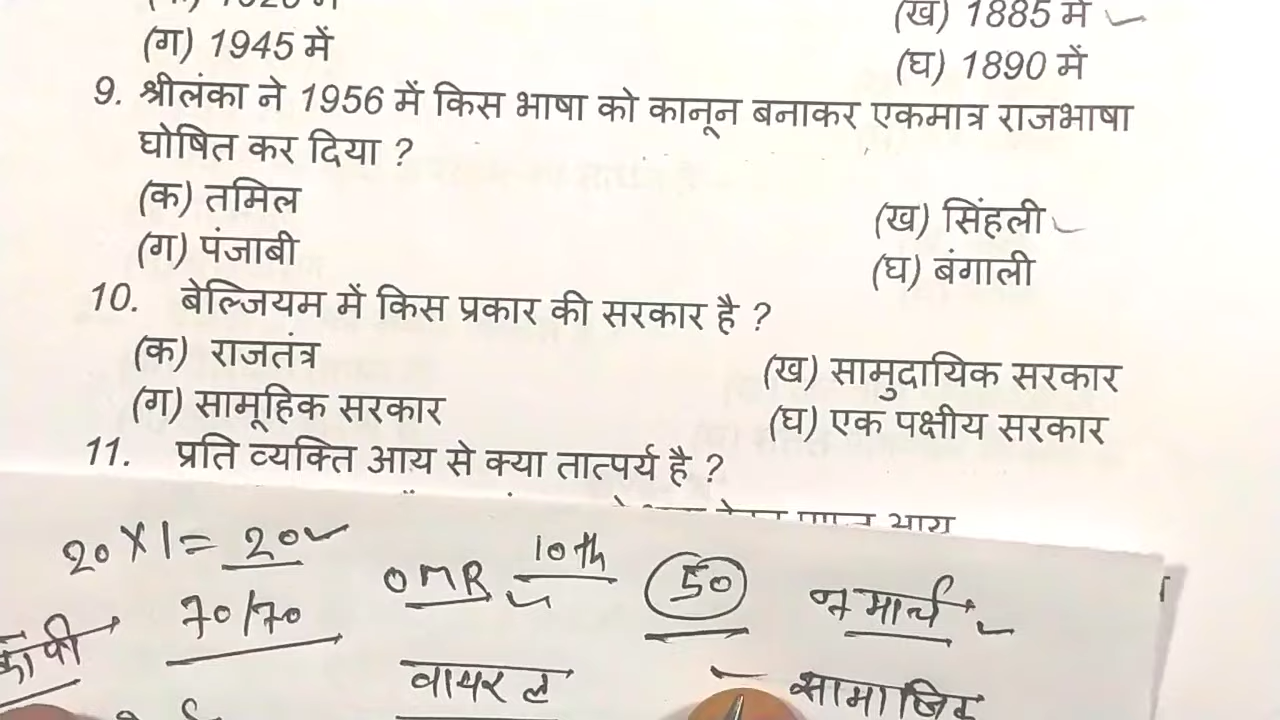 (ख) 1885 में
(ग) 1945 में
(घ) 1890 में
9. श्रीलंका ने 1956 में किस भाषा को कानून बनाकर एकमात्र राजभाषा
घोषित कर दिया ?
(क) तमिल
(ख) सिंहली
(ग) पंजाबी
(घ) बंगाली
10. बेल्जियम में किस प्रकार की सरकार है ?
(क) राजतंत्र
(ख) सामुदायिक सरकार
(ग) सामूहिक सरकार
(घ) एक पक्षीय सरकार
11. प्रति व्यक्ति आय से क्या तात्पर्य है ?
20 X 1 = 20
OMR 10th 50 7 मार्च
70/70
कापी
वायरल सामाजिक